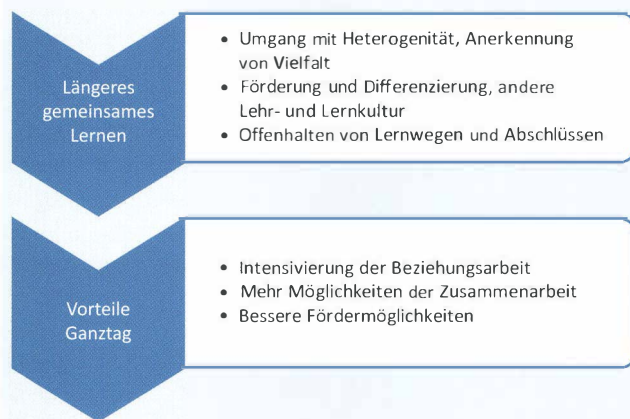 Längeres
gemeinsames
Lernen
• Umgang mit Heterogenität, Anerkennung
von Vielfalt
• Förderung und Differenzierung, andere
Lehr- und Lernkultur
• Offenhalten von Lernwegen und Abschlüssen
Vorteile
Ganztag
• Intensivierung der Beziehungsarbeit
• Mehr Möglichkeiten der Zusammenarbeit
• Bessere Fördermöglichkeiten